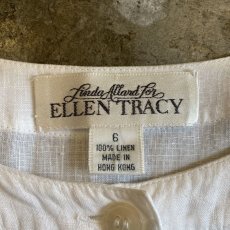 Linda Allard for
ELLEN TRACY
6
100% LINEN
MADE IN
HONG KONG